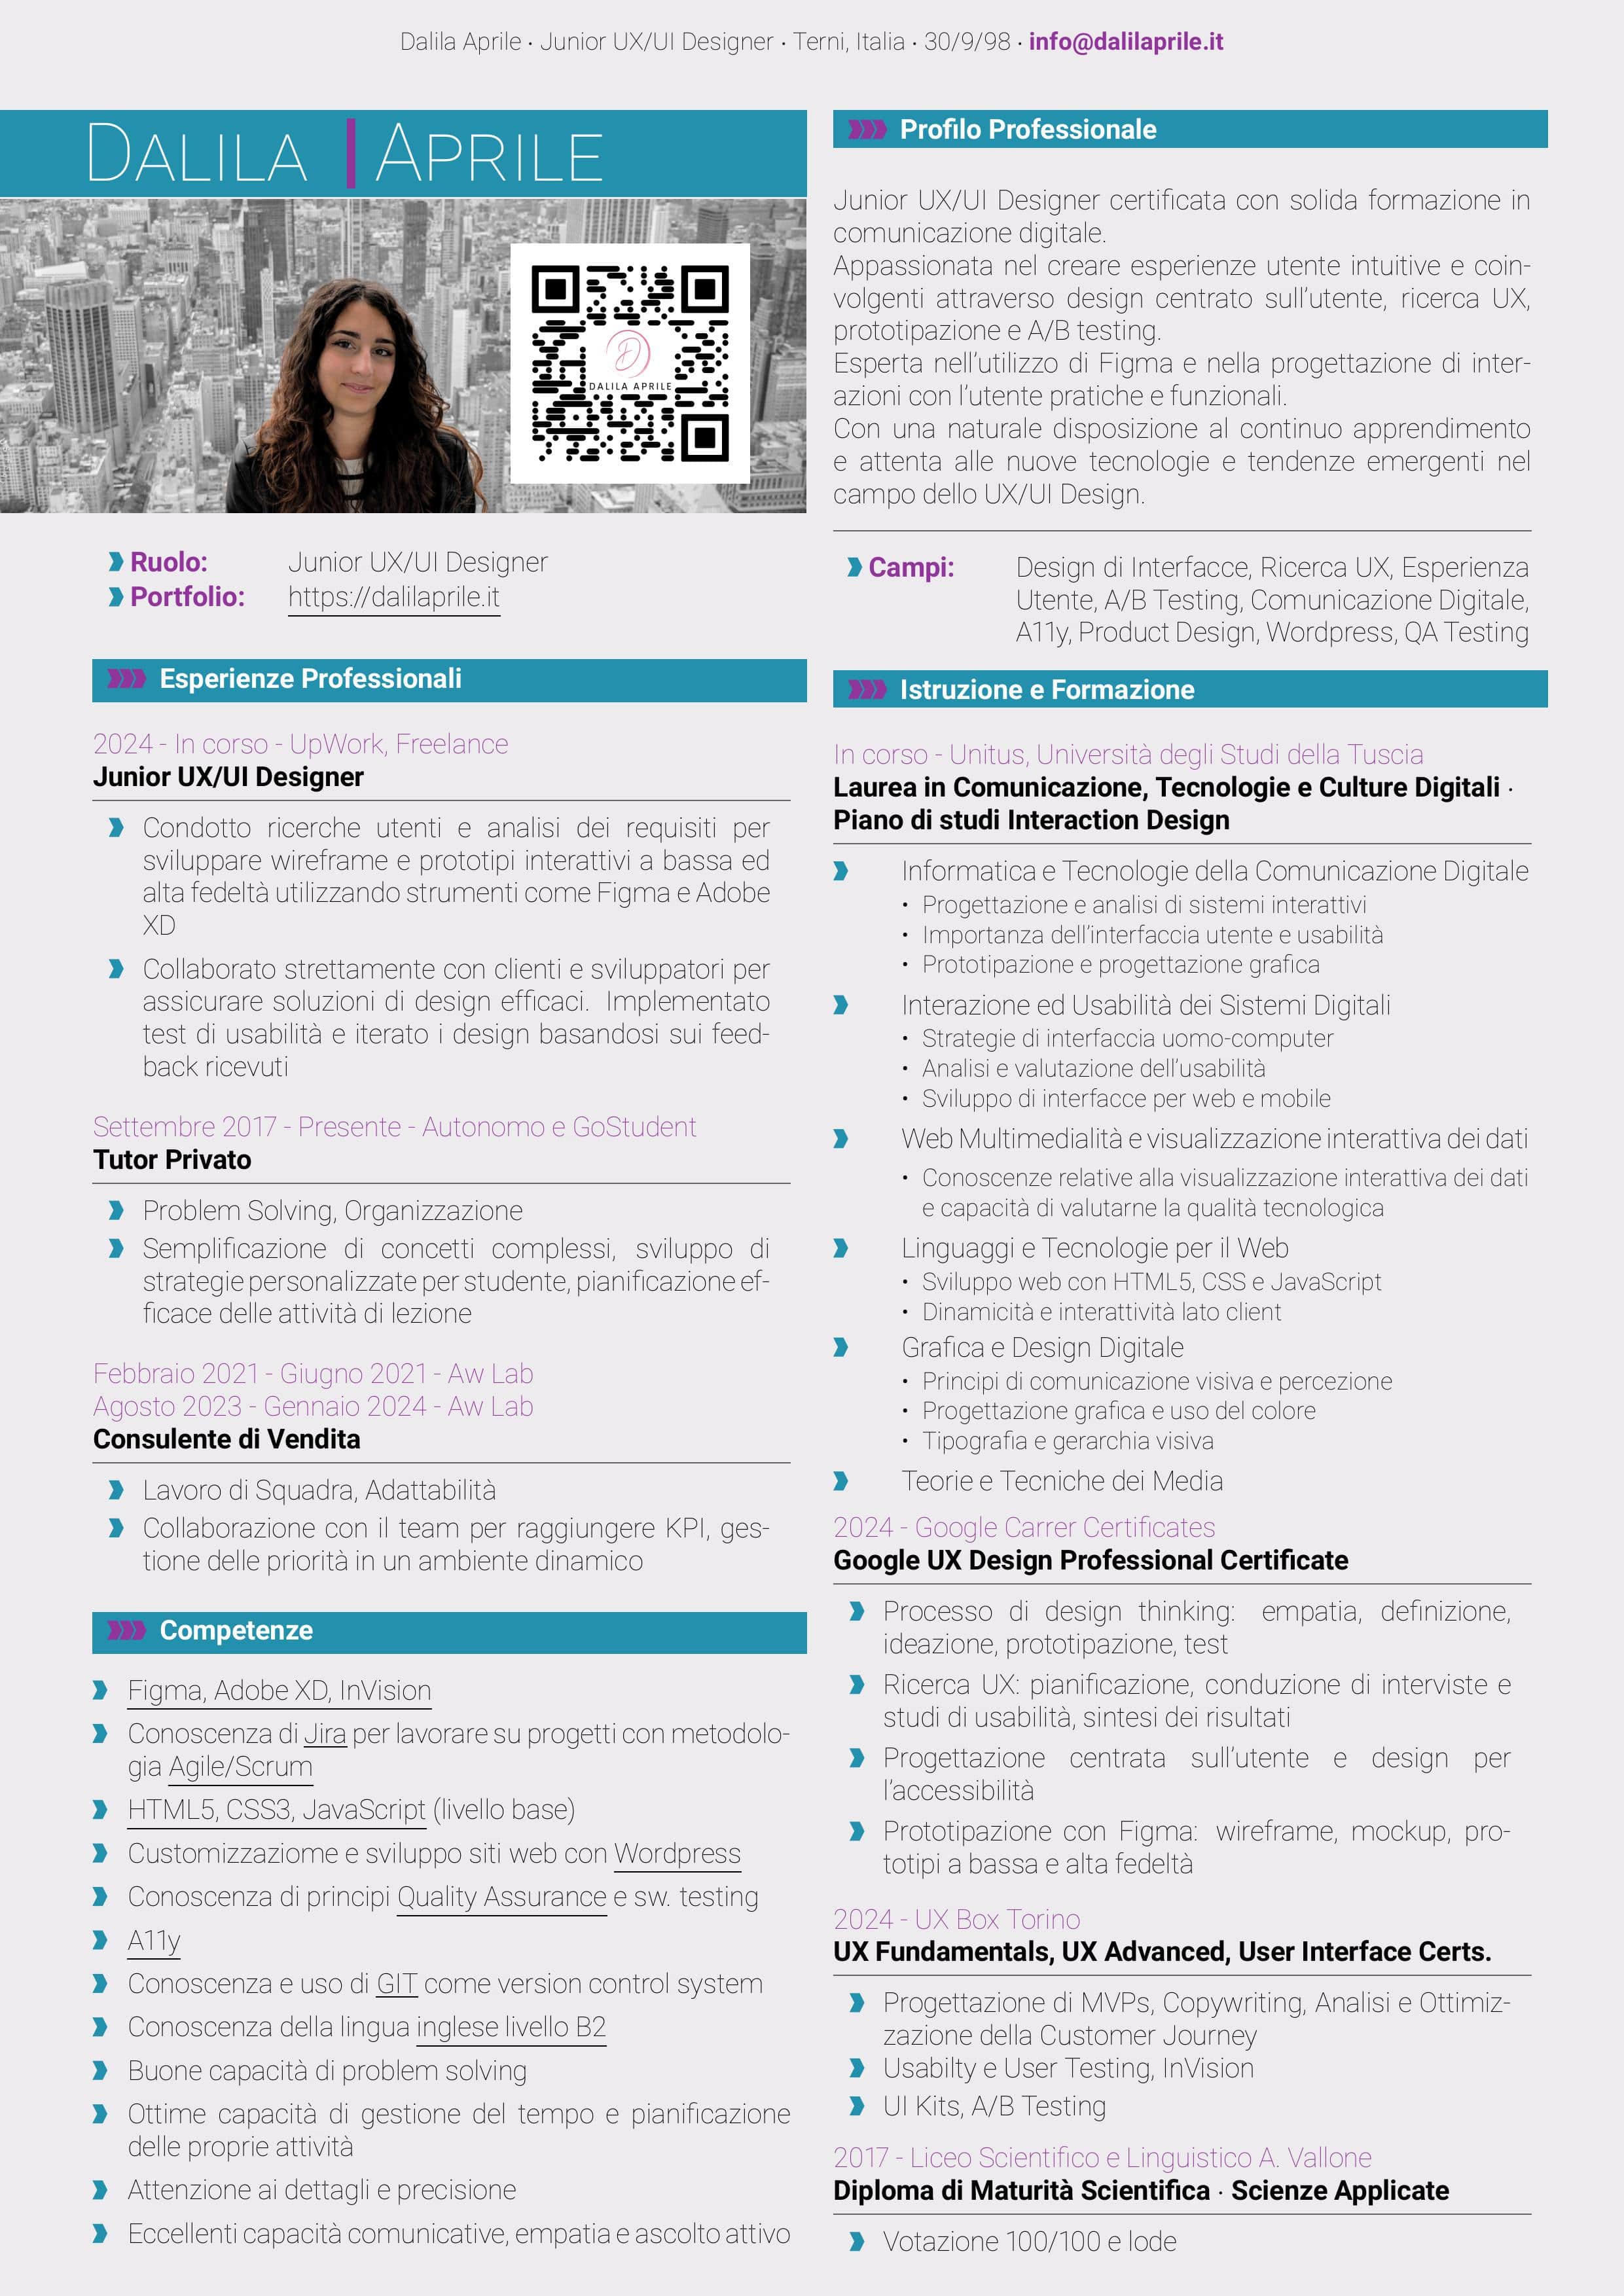 Dalila Aprile · Junior UX/UI Designer · Terni, Italia · 30/9/98 · info@dalilaprile.it
DALILA | APRILE
DALILA APRILE
Ruolo: Junior UX/UI Designer
Portfolio: https://dalilaprile.it
Esperienze Professionali
2024 - In corso - UpWork, Freelance
Junior UX/UI Designer
Condotto ricerche utenti e analisi dei requisiti per
sviluppare wireframe e prototipi interattivi a bassa ed
alta fedeltà utilizzando strumenti come Figma e Adobe
XD
Collaborato strettamente con clienti e sviluppatori per
assicurare soluzioni di design efficaci. Implementato
test di usabilità e iterato i design basandosi sui feed-
back ricevuti
Settembre 2017 - Presente - Autonomo e GoStudent
Tutor Privato
Problem Solving, Organizzazione
Semplificazione di concetti complessi, sviluppo di
strategie personalizzate per studente, pianificazione ef-
ficace delle attività di lezione
Febbraio 2021 - Giugno 2021 - Aw Lab
Agosto 2023 - Gennaio 2024 - Aw Lab
Consulente di Vendita
Lavoro di Squadra, Adattabilità
Collaborazione con il team per raggiungere KPI, ges-
tione delle priorità in un ambiente dinamico
Competenze
Figma, Adobe XD, InVision
Conoscenza di Jira per lavorare su progetti con metodolo-
gia Agile/Scrum
HTML5, CSS3, JavaScript (livello base)
Customizzaziome e sviluppo siti web con Wordpress
Conoscenza di principi Quality Assurance e sw. testing
A11y
Conoscenza e uso di GIT come version control system
Conoscenza della lingua inglese livello B2
Buone capacità di problem solving
Ottime capacità di gestione del tempo e pianificazione
delle proprie attività
Attenzione ai dettagli e precisione
Eccellenti capacità comunicative, empatia e ascolto attivo
Profilo Professionale
Junior UX/UI Designer certificata con solida formazione in
comunicazione digitale.
Appassionata nel creare esperienze utente intuitive e coin-
volgenti attraverso design centrato sull'utente, ricerca UX,
prototipazione e A/B testing.
Esperta nell'utilizzo di Figma e nella progettazione di inter-
azioni con l'utente pratiche e funzionali.
Con una naturale disposizione al continuo apprendimento
e attenta alle nuove tecnologie e tendenze emergenti nel
campo dello UX/UI Design.
Campi: Design di Interfacce, Ricerca UX, Esperienza
Utente, A/B Testing, Comunicazione Digitale,
A11y, Product Design, Wordpress, QA Testing
Istruzione e Formazione
In corso - Unitus, Università degli Studi della Tuscia
Laurea in Comunicazione, Tecnologie e Culture Digitali ·
Piano di studi Interaction Design
Informatica e Tecnologie della Comunicazione Digitale
• Progettazione e analisi di sistemi interattivi
• Importanza dell'interfaccia utente e usabilità
• Prototipazione e progettazione grafica
Interazione ed Usabilità dei Sistemi Digitali
• Strategie di interfaccia uomo-computer
• Analisi e valutazione dell'usabilità
• Sviluppo di interfacce per web e mobile
Web Multimedialità e visualizzazione interattiva dei dati
• Conoscenze relative alla visualizzazione interattiva dei dati
e capacità di valutarne la qualità tecnologica
Linguaggi e Tecnologie per il Web
• Sviluppo web con HTML5, CSS e JavaScript
• Dinamicità e interattività lato client
Grafica e Design Digitale
• Principi di comunicazione visiva e percezione
• Progettazione grafica e uso del colore
• Tipografia e gerarchia visiva
Teorie e Tecniche dei Media
2024 - Google Carrer Certificates
Google UX Design Professional Certificate
Processo di design thinking: empatia, definizione,
ideazione, prototipazione, test
Ricerca UX: pianificazione, conduzione di interviste e
studi di usabilità, sintesi dei risultati
Progettazione centrata sull'utente e design per
l'accessibilità
Prototipazione con Figma: wireframe, mockup, pro-
totipi a bassa e alta fedeltà
2024 - UX Box Torino
UX Fundamentals, UX Advanced, User Interface Certs.
Progettazione di MVPs, Copywriting, Analisi e Ottimiz-
zazione della Customer Journey
Usabilty e User Testing, InVision
UI Kits, A/B Testing
2017 - Liceo Scientifico e Linguistico A. Vallone
Diploma di Maturità Scientifica · Scienze Applicate
Votazione 100/100 e lode